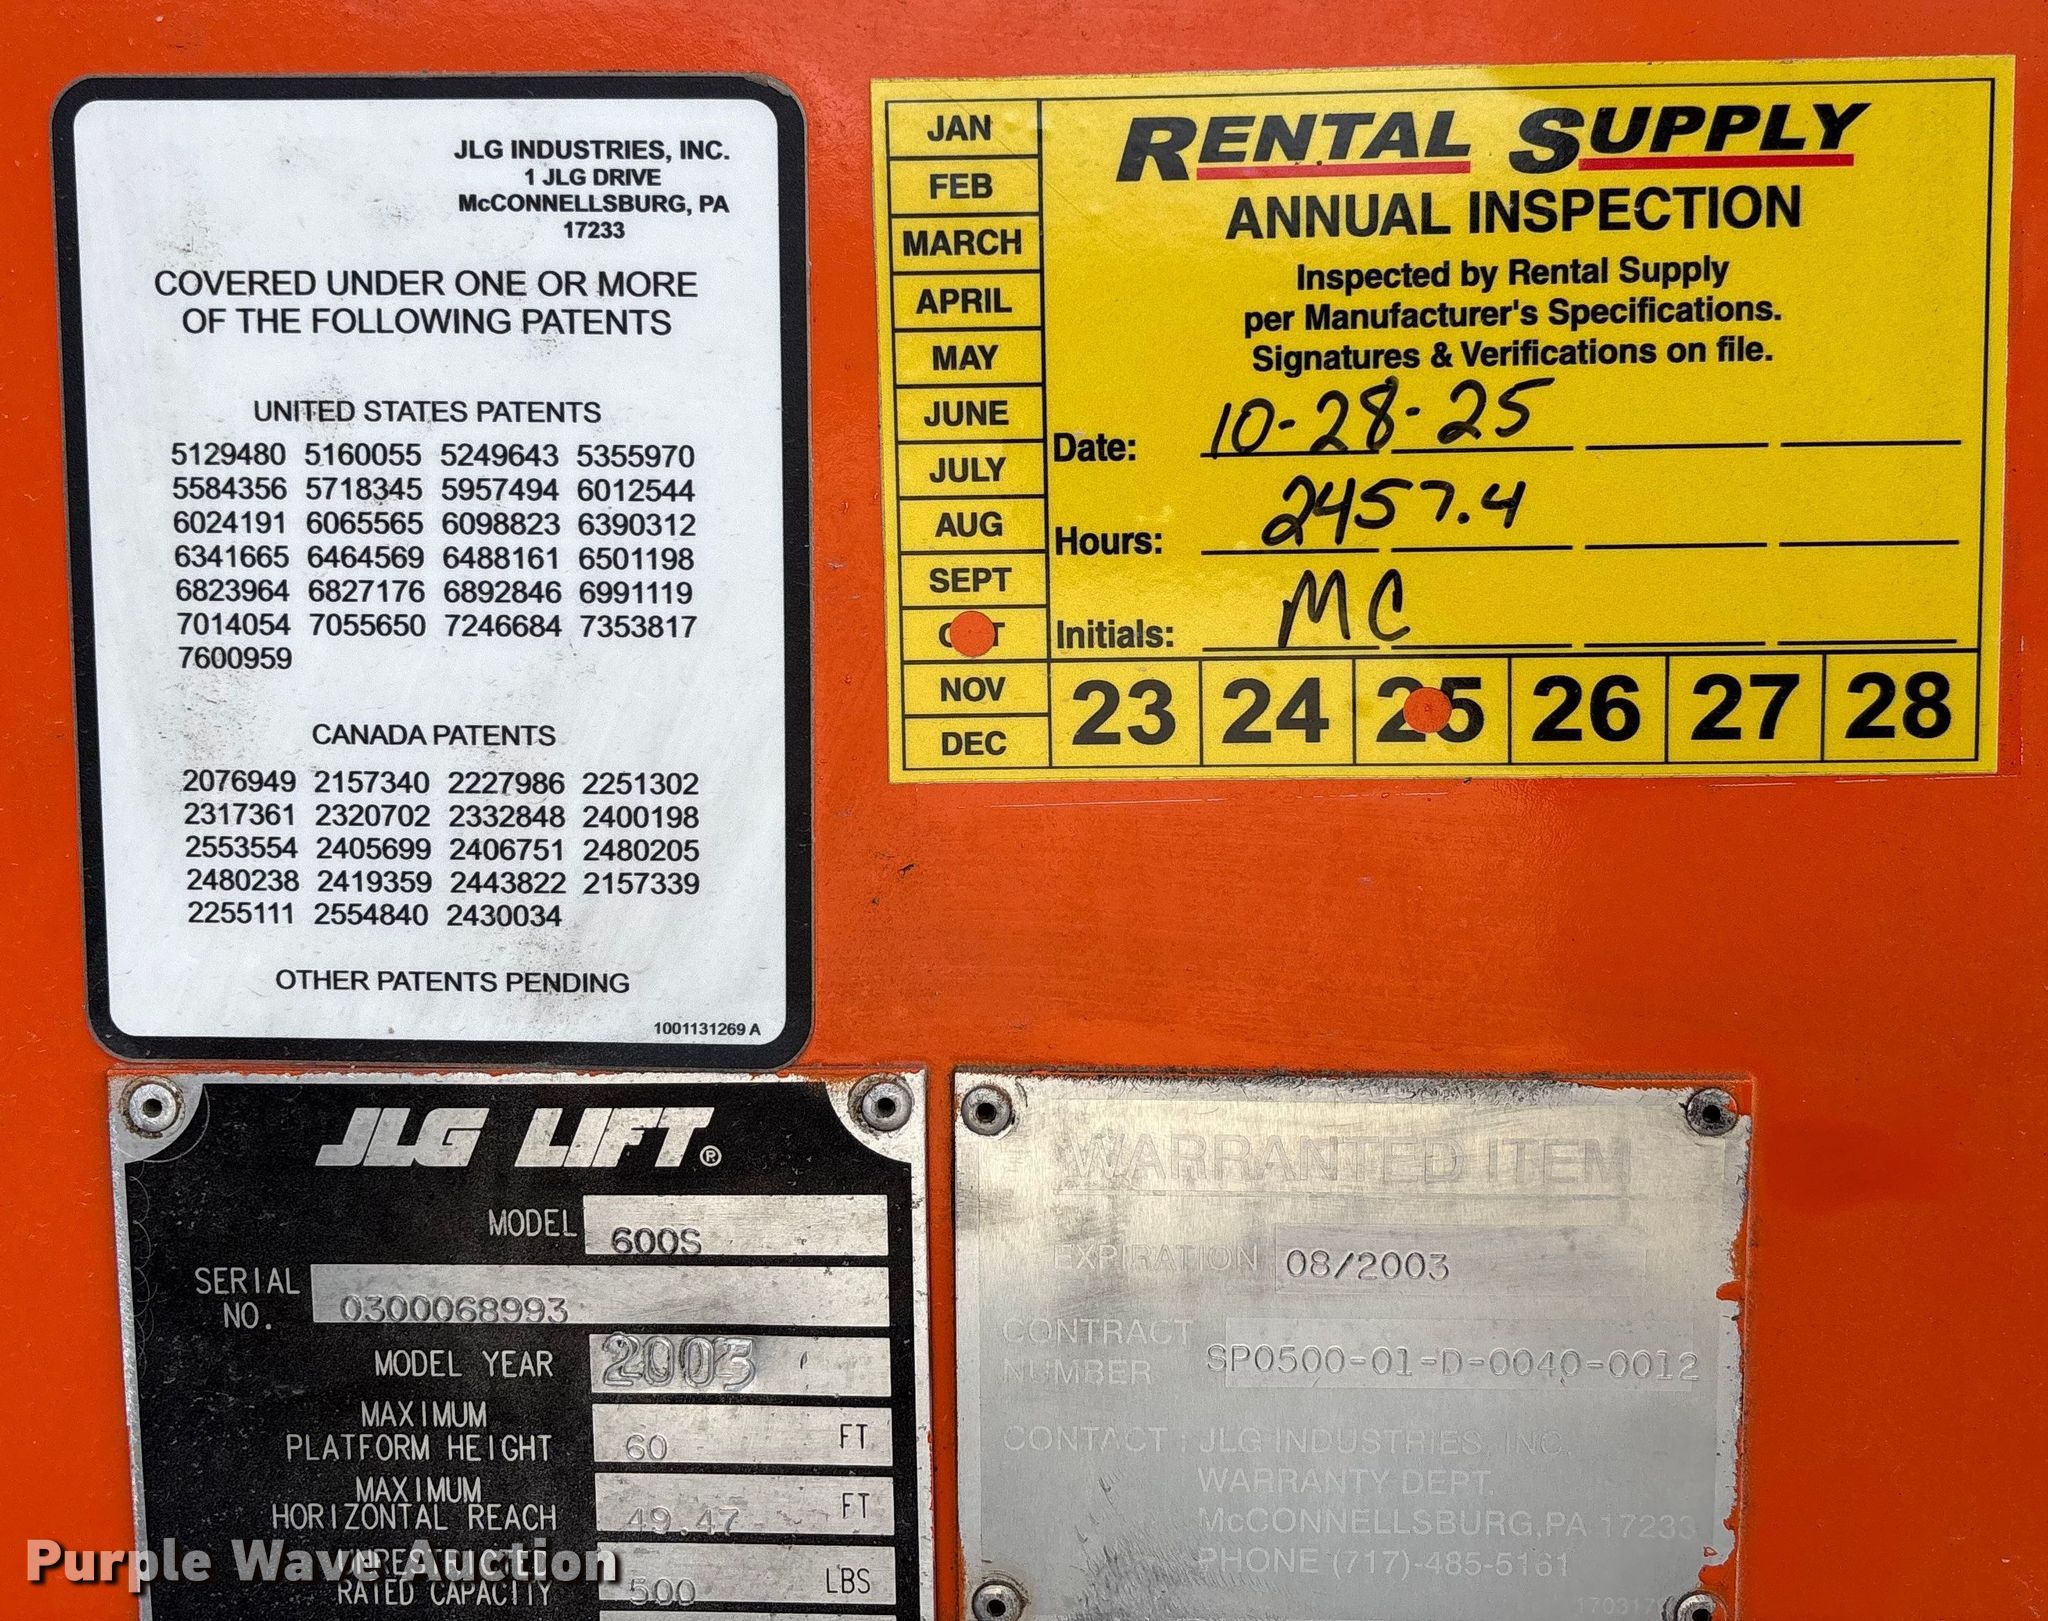 JLG INDUSTRIES, INC.
1 JLG DRIVE
McCONNELLSBURG, PA
17233
COVERED UNDER ONE OR MORE
OF THE FOLLOWING PATENTS
UNITED STATES PATENTS
5129480 5160055 5249643 5355970
5584356 5718345 5957494 6012544
6024191 6065565 6098823 6390312
6341665 6464569 6488161 6501198
6823964 6827176 6892846 6991119
7014054 7055650 7246684 7353817
7600959
CANADA PATENTS
2076949 2157340 2227986 2251302
2317361 2320702 2332848 2400198
2553554 2405699 2406751 2480205
2480238 2419359 2443822 2157339
2255111 2554840 2430034
OTHER PATENTS PENDING
1001131269 A
JAN
FEB
MARCH
APRIL
MAY
JUNE
JULY
AUG
SEPT
OCT
NOV
DEC
RENTAL SUPPLY
ANNUAL INSPECTION
Inspected by Rental Supply
per Manufacturer's Specifications.
Signatures & Verifications on file.
Date: 10-28-25
Hours: 2457.4
Initials: MC
23 24 25 26 27 28
JLG LIFT®
MODEL 600S
SERIAL
NO. 0300068993
MODEL YEAR 2003
MAXIMUM
PLATFORM HEIGHT 60 FT
MAXIMUM
HORIZONTAL REACH 49.47 FT
UNRESTRICTED
RATED CAPACITY 500 LBS
WARRANTED ITEM
EXPIRATION 08/2003
CONTRACT
NUMBER SP0500-01-D-0040-0012
CONTACT : JLG INDUSTRIES, INC.
WARRANTY DEPT.
McCONNELLSBURG, PA 17233
PHONE (717)-485-5161
Purple Wave Auction